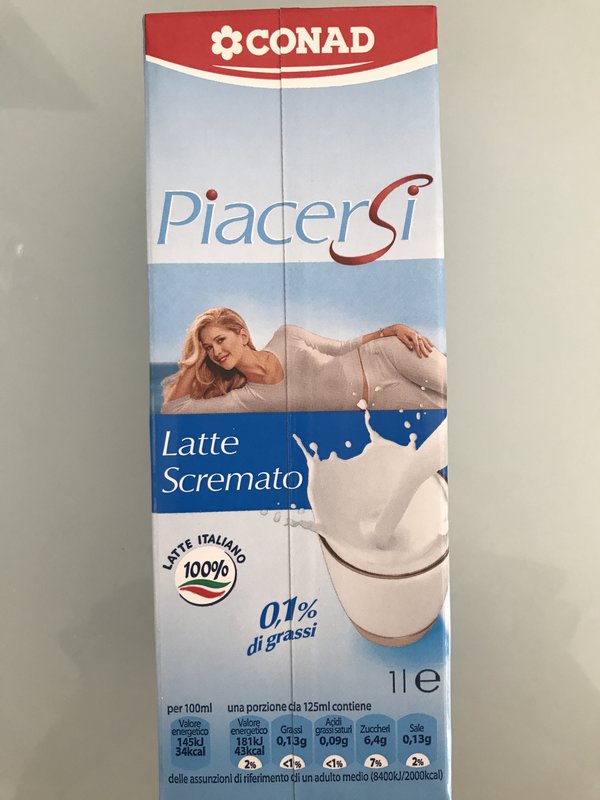 CONAD
PiacerSi
Latte
Scremato
LATTE ITALIANO
100%
0,1%
di grassi
1l e
per 100ml una porzione da 125ml contiene
Valore energetico 145kJ 34kcal
Valore energetico 181kJ 43kcal 2%
Grassi 0,13g <1%
Acidi grassi saturi 0,09g <1%
Zuccheri 6,4g 7%
Sale 0,13g 2%
delle assunzioni di riferimento di un adulto medio (8400kJ/2000kcal)